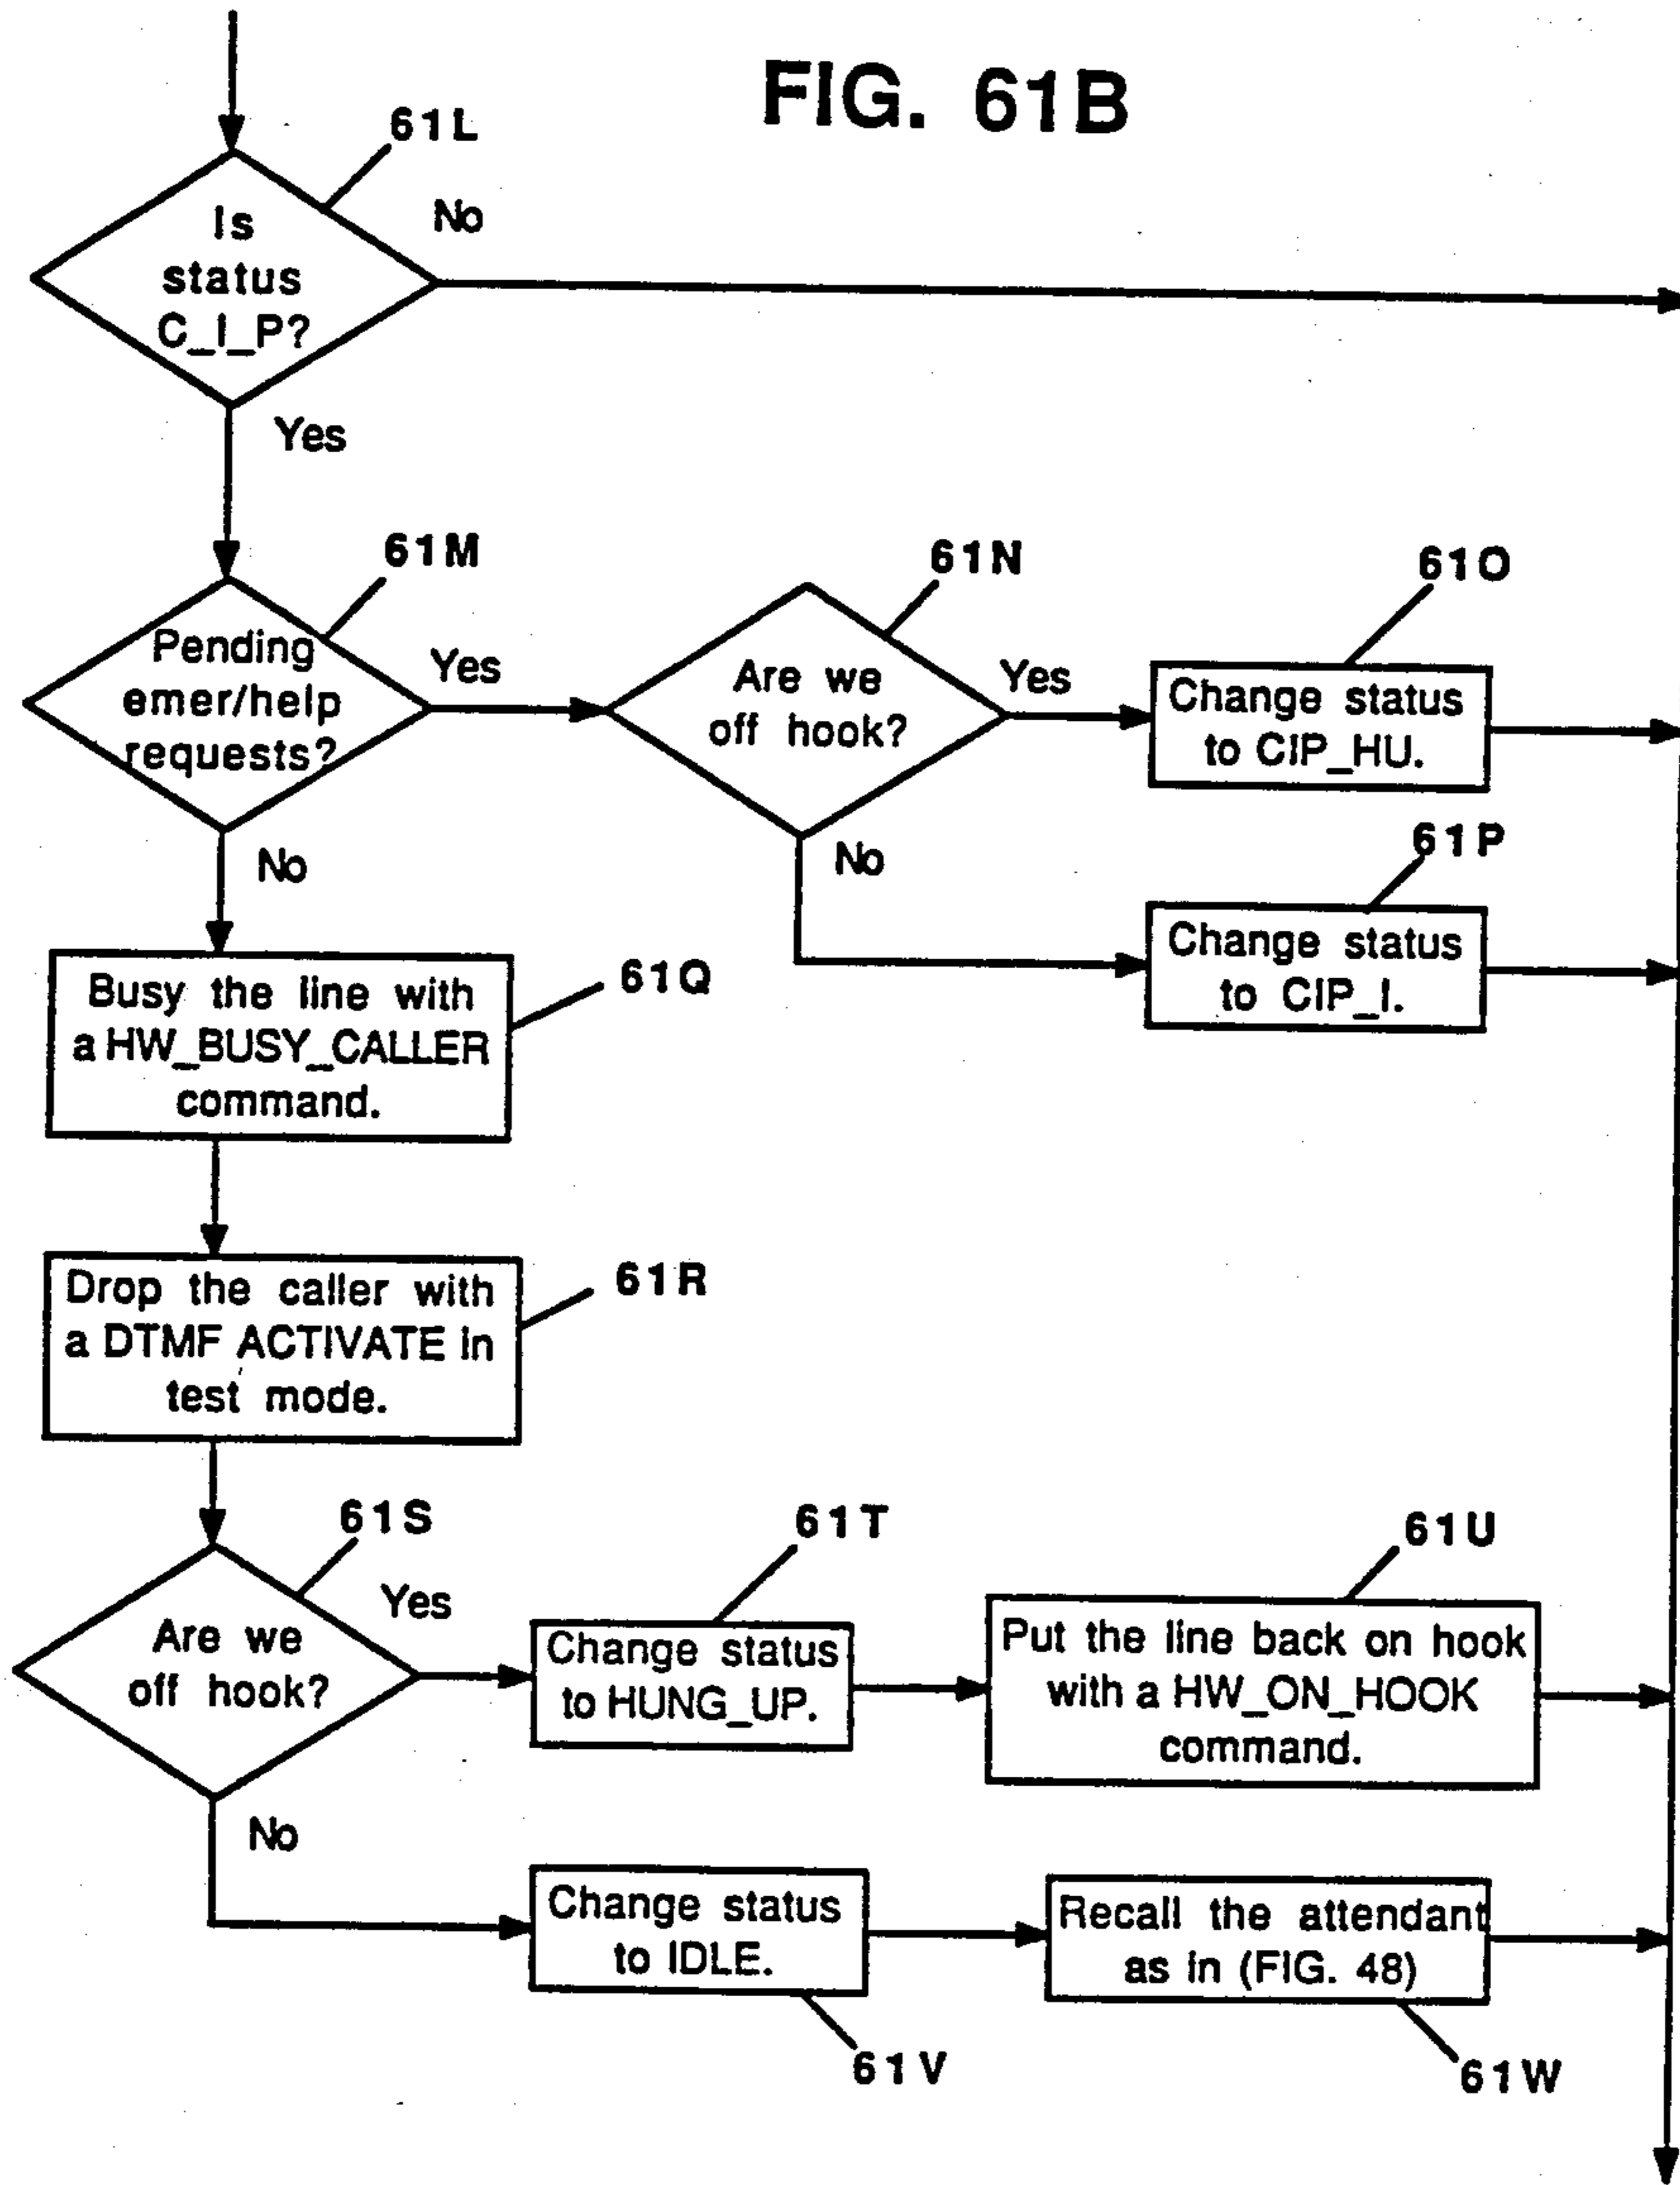 FIG. 61B
61L
Is
status
C_I_P?
No
Yes
61M
Pending
emer/help
requests?
Yes
No
61N
Are we
off hook?
Yes
No
61O
Change status
to CIP_HU.
61P
Change status
to CIP_I.
61Q
Busy the line with
a HW_BUSY_CALLER
command.
61R
Drop the caller with
a DTMF ACTIVATE in
test mode.
61S
Are we
off hook?
Yes
No
61T
Change status
to HUNG_UP.
61U
Put the line back on hook
with a HW_ON_HOOK
command.
Change status
to IDLE.
61V
Recall the attendant
as in (FIG. 48)
61W